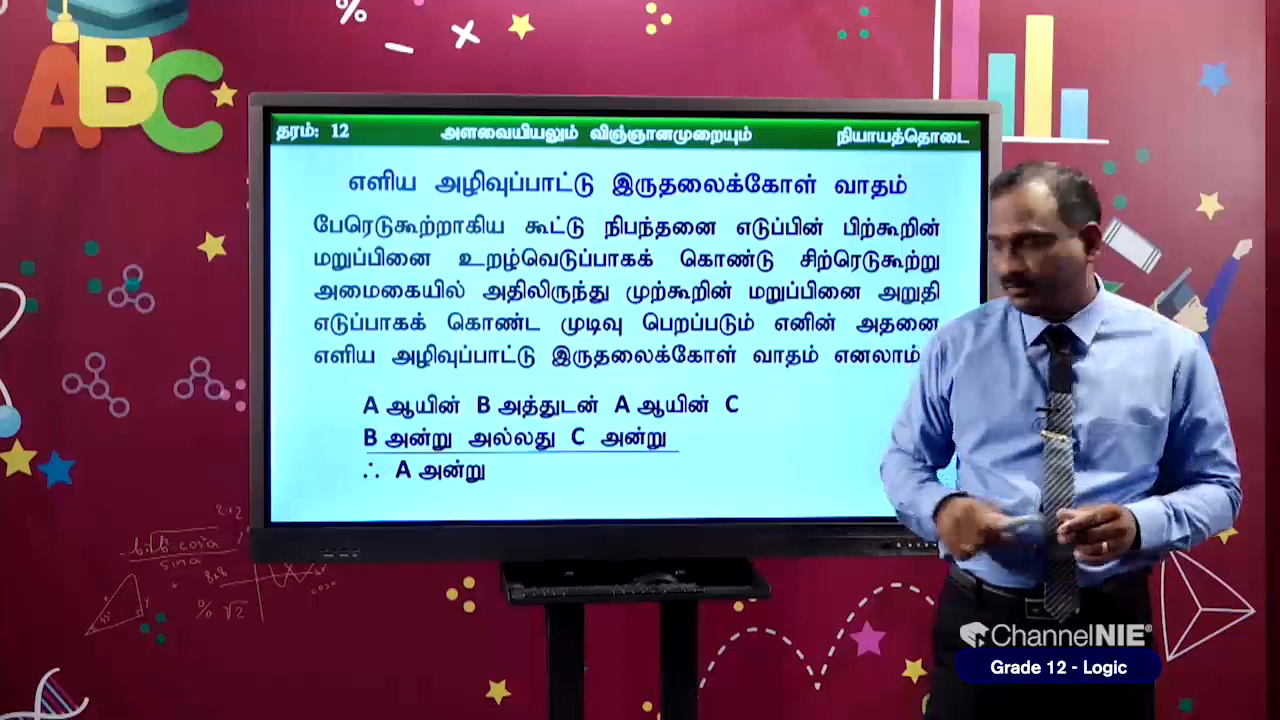 ABC
தரம்: 12 அளவையியலும் விஞ்ஞானமுறையும் நியாயத்தொடை
எளிய அழிவுப்பாட்டு இருதலைக்கோள் வாதம்
பேரெடுகூற்றாகிய கூட்டு நிபந்தனை எடுப்பின் பிற்கூறின்
மறுப்பினை உறழ்வெடுப்பாகக் கொண்டு சிற்ரெடுகூற்று
அமைகையில் அதிலிருந்து முற்கூறின் மறுப்பினை அறுதி
எடுப்பாகக் கொண்ட முடிவு பெறப்படும் எனின் அதனை
எளிய அழிவுப்பாட்டு இருதலைக்கோள் வாதம் எனலாம்.
A ஆயின் B அத்துடன் A ஆயின் C
B அன்று அல்லது C அன்று
∴ A அன்று
ChannelNIE®
Grade 12 - Logic